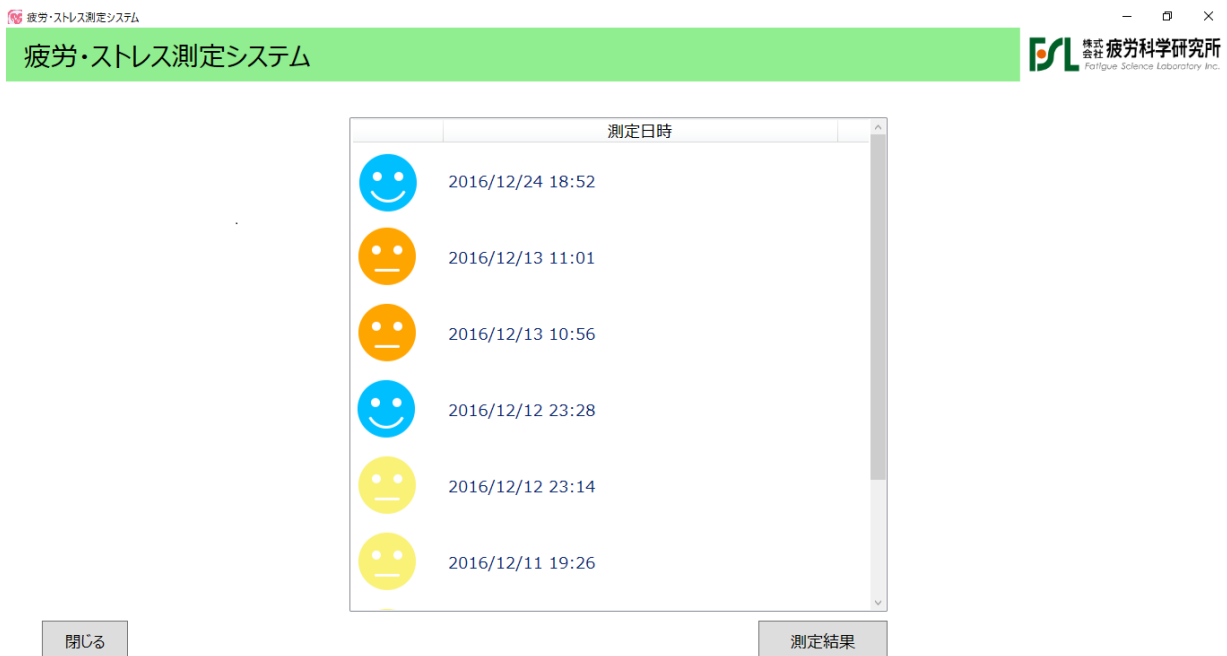 疲労・ストレス測定システム
疲労・ストレス測定システム
株式会社 疲労科学研究所
Fatigue Science Laboratory Inc.
測定日時
2016/12/24 18:52
2016/12/13 11:01
2016/12/13 10:56
2016/12/12 23:28
2016/12/12 23:14
2016/12/11 19:26
閉じる
測定結果